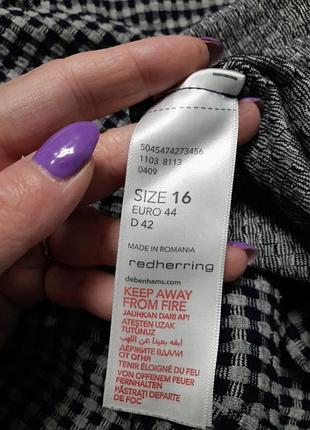 5045474273456
1103 8113
0409
SIZE 16
EURO 44
D 42
MADE IN ROMANIA
redherring
debenhams.com
KEEP AWAY
FROM FIRE
JAUHKAN DARI API
ATEŞTEN UZAK
TUTUNUZ
ابقه بعيدا عن اللهب
ДЕРЖИТЕ ВДАЛИ
ОТ ОГНЯ
TENIR ÉLOIGNÉ DU FEU
VON OFFENEM FEUER
FERNHALTEN
PĂSTRAȚI DEPARTE
DE FOC